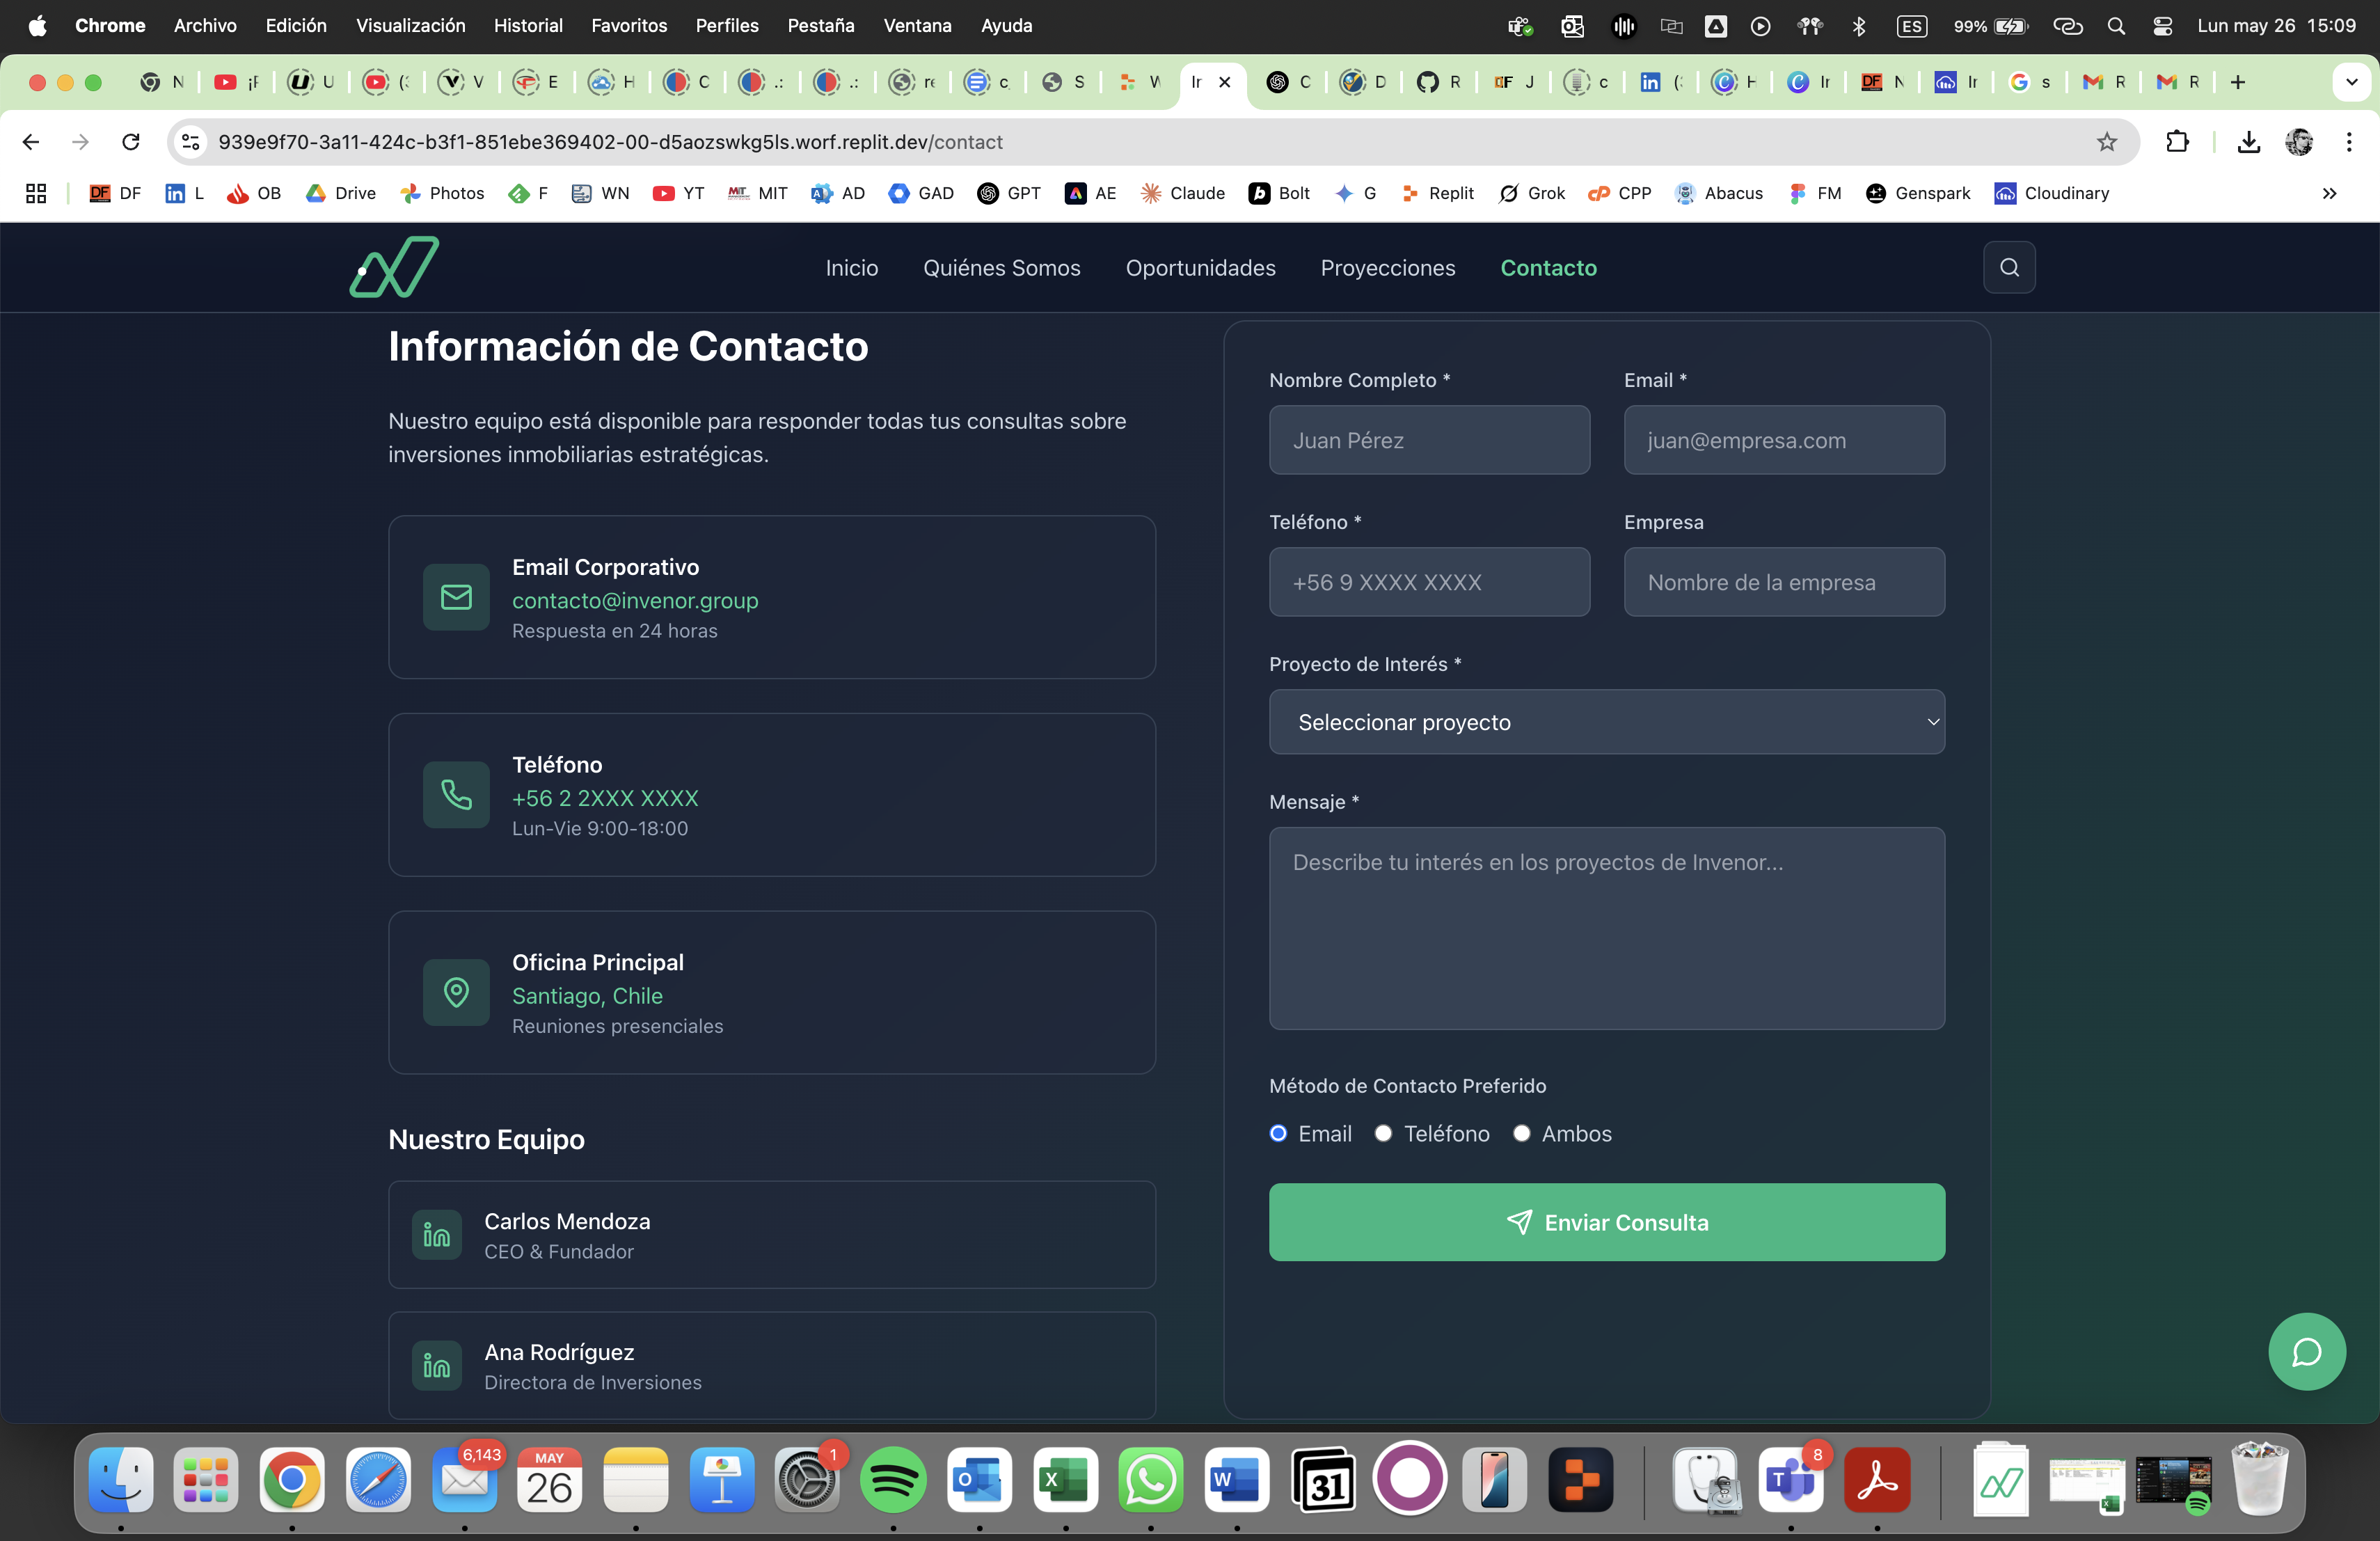 Chrome Archivo Edición Visualización Historial Favoritos Perfiles Pestaña Ventana Ayuda
ES 99% Lun may 26 15:09
939e9f70-3a11-424c-b3f1-851ebe369402-00-d5aozswkg5ls.worf.replit.dev/contact
DF L OB Drive Photos F WN YT MIT AD GAD GPT AE Claude Bolt G Replit Grok CPP Abacus FM Genspark Cloudinary
Inicio Quiénes Somos Oportunidades Proyecciones Contacto
Información de Contacto
Nuestro equipo está disponible para responder todas tus consultas sobre
inversiones inmobiliarias estratégicas.
Email Corporativo
contacto@invenor.group
Respuesta en 24 horas
Teléfono
+56 2 2XXX XXXX
Lun-Vie 9:00-18:00
Oficina Principal
Santiago, Chile
Reuniones presenciales
Nuestro Equipo
Carlos Mendoza
CEO & Fundador
Ana Rodríguez
Directora de Inversiones
Nombre Completo * Email *
Juan Pérez juan@empresa.com
Teléfono * Empresa
+56 9 XXXX XXXX Nombre de la empresa
Proyecto de Interés *
Seleccionar proyecto
Mensaje *
Describe tu interés en los proyectos de Invenor...
Método de Contacto Preferido
Email Teléfono Ambos
Enviar Consulta
6,143
MAY
26
1
31
8